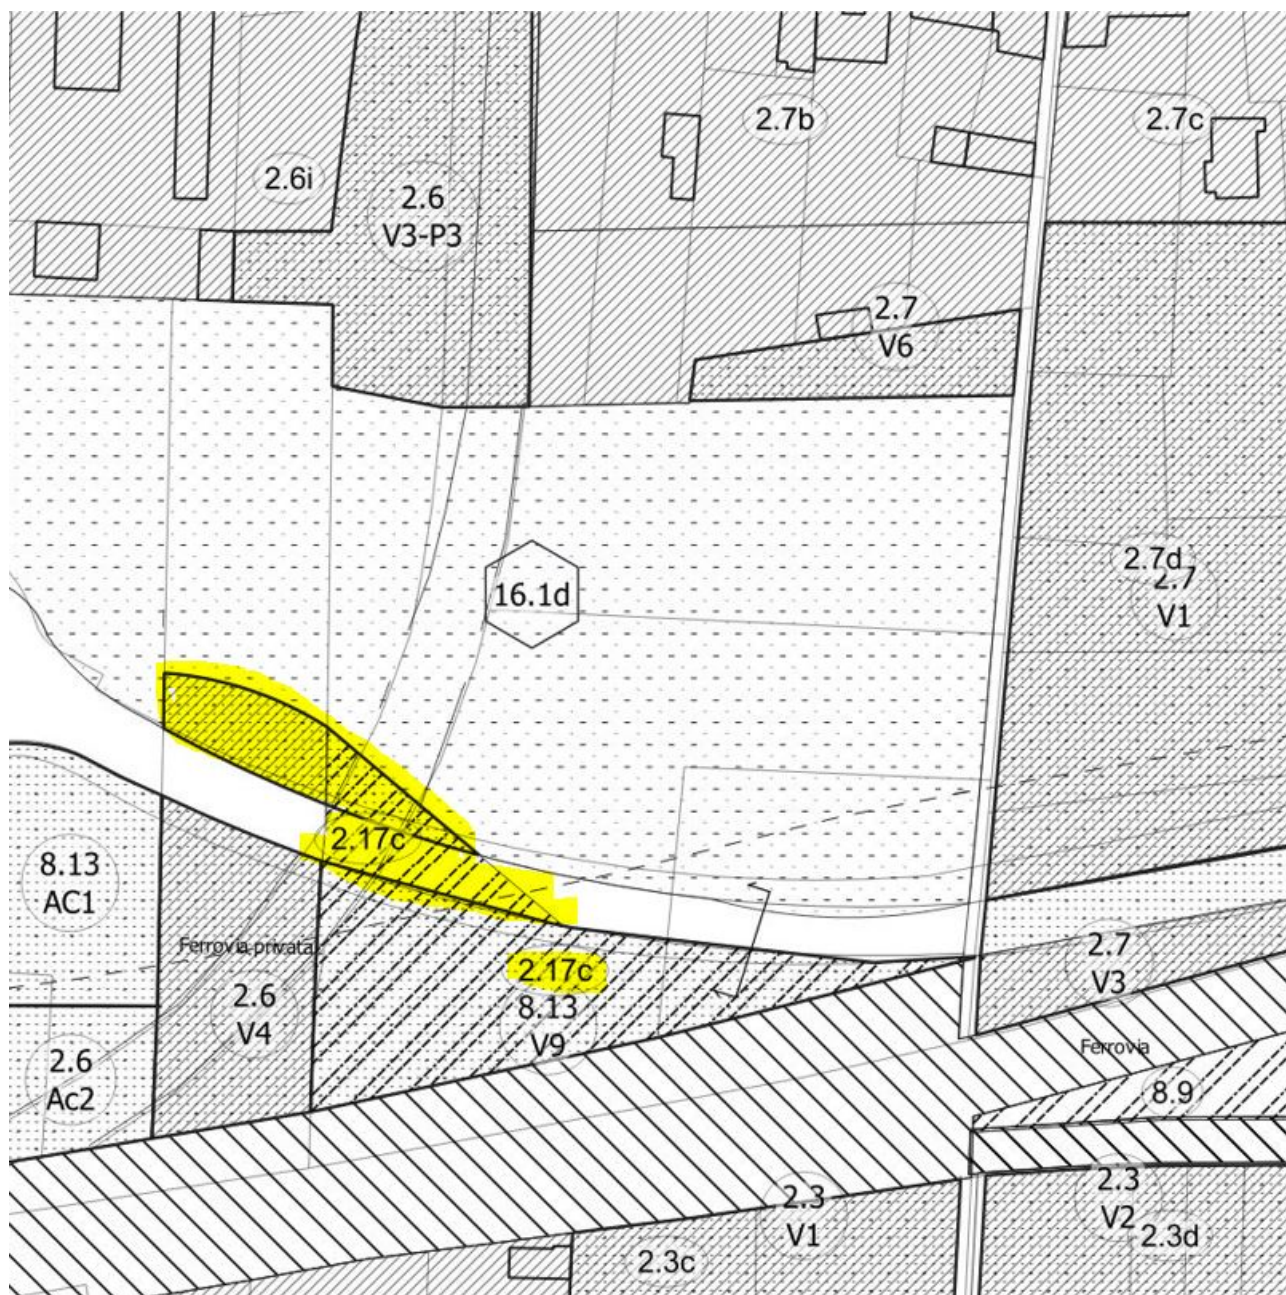 2.7b
2.7c
2.6i
2.6
V3-P3
2.7
V6
2.7d
2.7
V1
16.1d
2.17c
8.13
AC1
Ferrovia privata
2.7
V3
2.17c
8.13
V9
2.6
V4
Ferrovia
2.6
Ac2
8.9
2.3
V1
2.3
V2
2.3d
2.3c